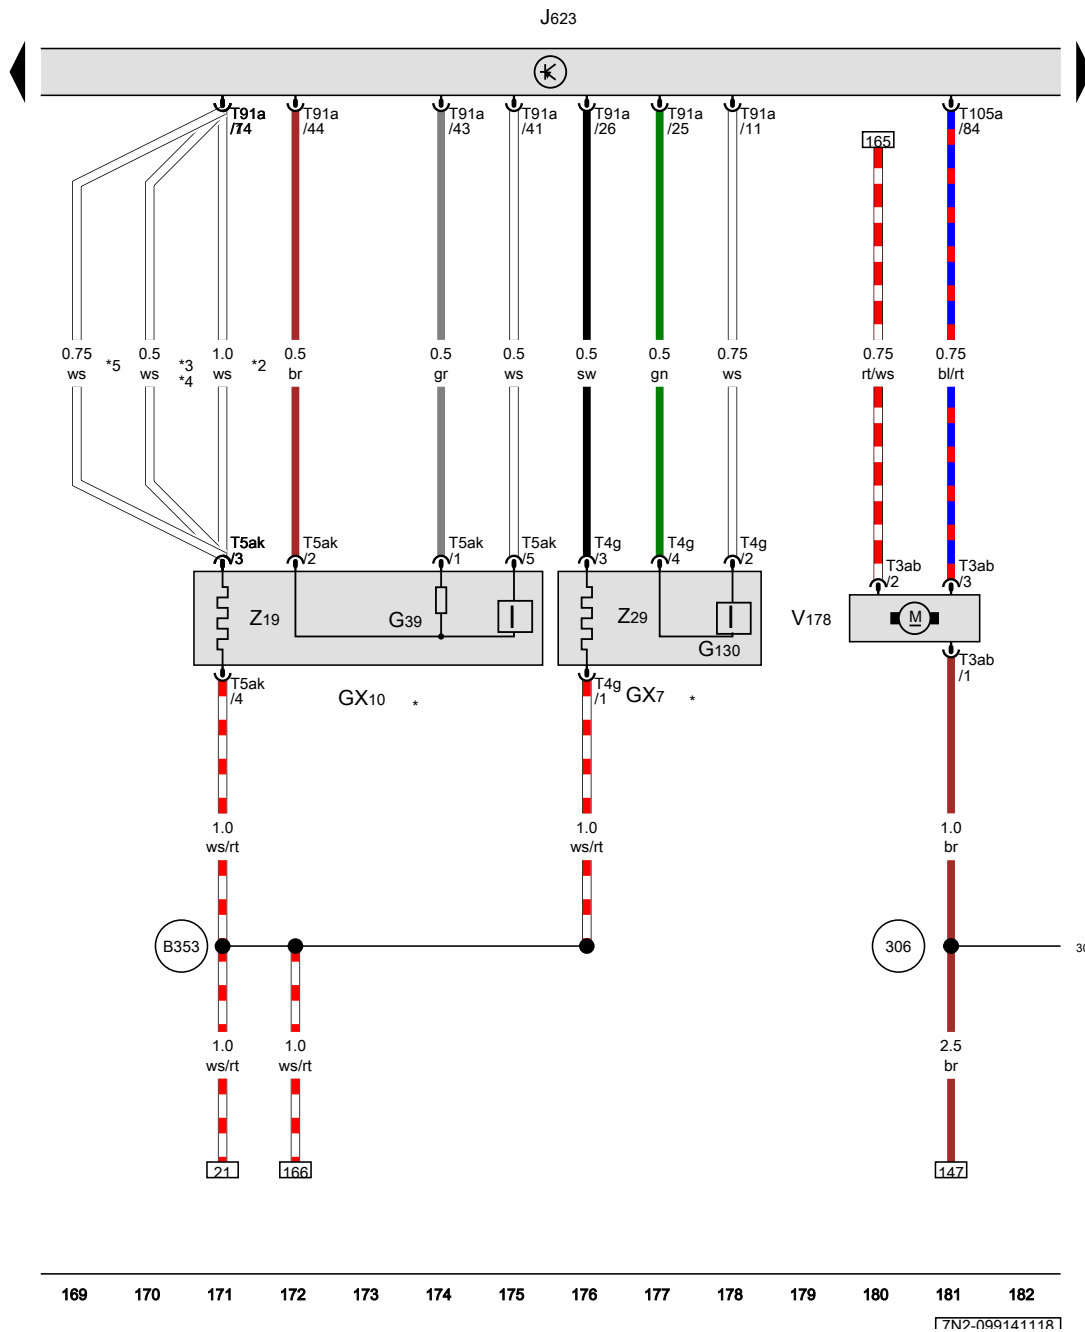 J623
T91a T91a T91a T91a T91a T91a T91a T105a
/44 /43 /41 /26 /25 /11 /84
165
0.75 0.5 1.0 0.5 0.5 0.5 0.5 0.5 0.75 0.75 0.75
*5 *3 *2
ws ws ws br gr ws sw gn ws rt/ws bl/rt
*4
T5ak T5ak T5ak T5ak T4g T4g T4g
/3 /2 /1 /5 /3 /4 /2
T3ab T3ab
/2 /3
Z19 G39 Z29 V178 M
G130
T5ak T4g T3ab
/4 /1 /1
GX10 * GX7 *
1.0 1.0 1.0
ws/rt ws/rt br
B353 306
1.0 1.0 2.5
ws/rt ws/rt br
21 166 147
169 170 171 172 173 174 175 176 177 178 179 180 181 182
7N2-099141118